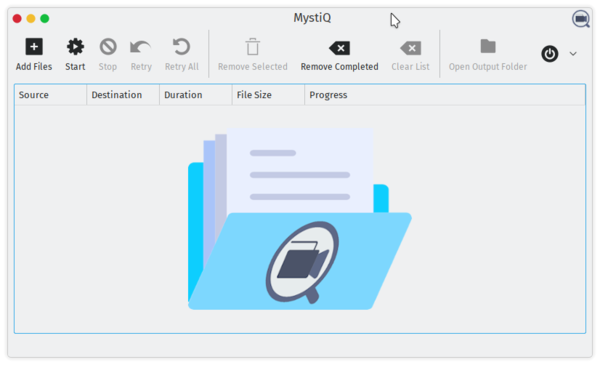 MystiQ
Add Files Start Stop Retry Retry All Remove Selected Remove Completed Clear List Open Output Folder
Source Destination Duration File Size Progress